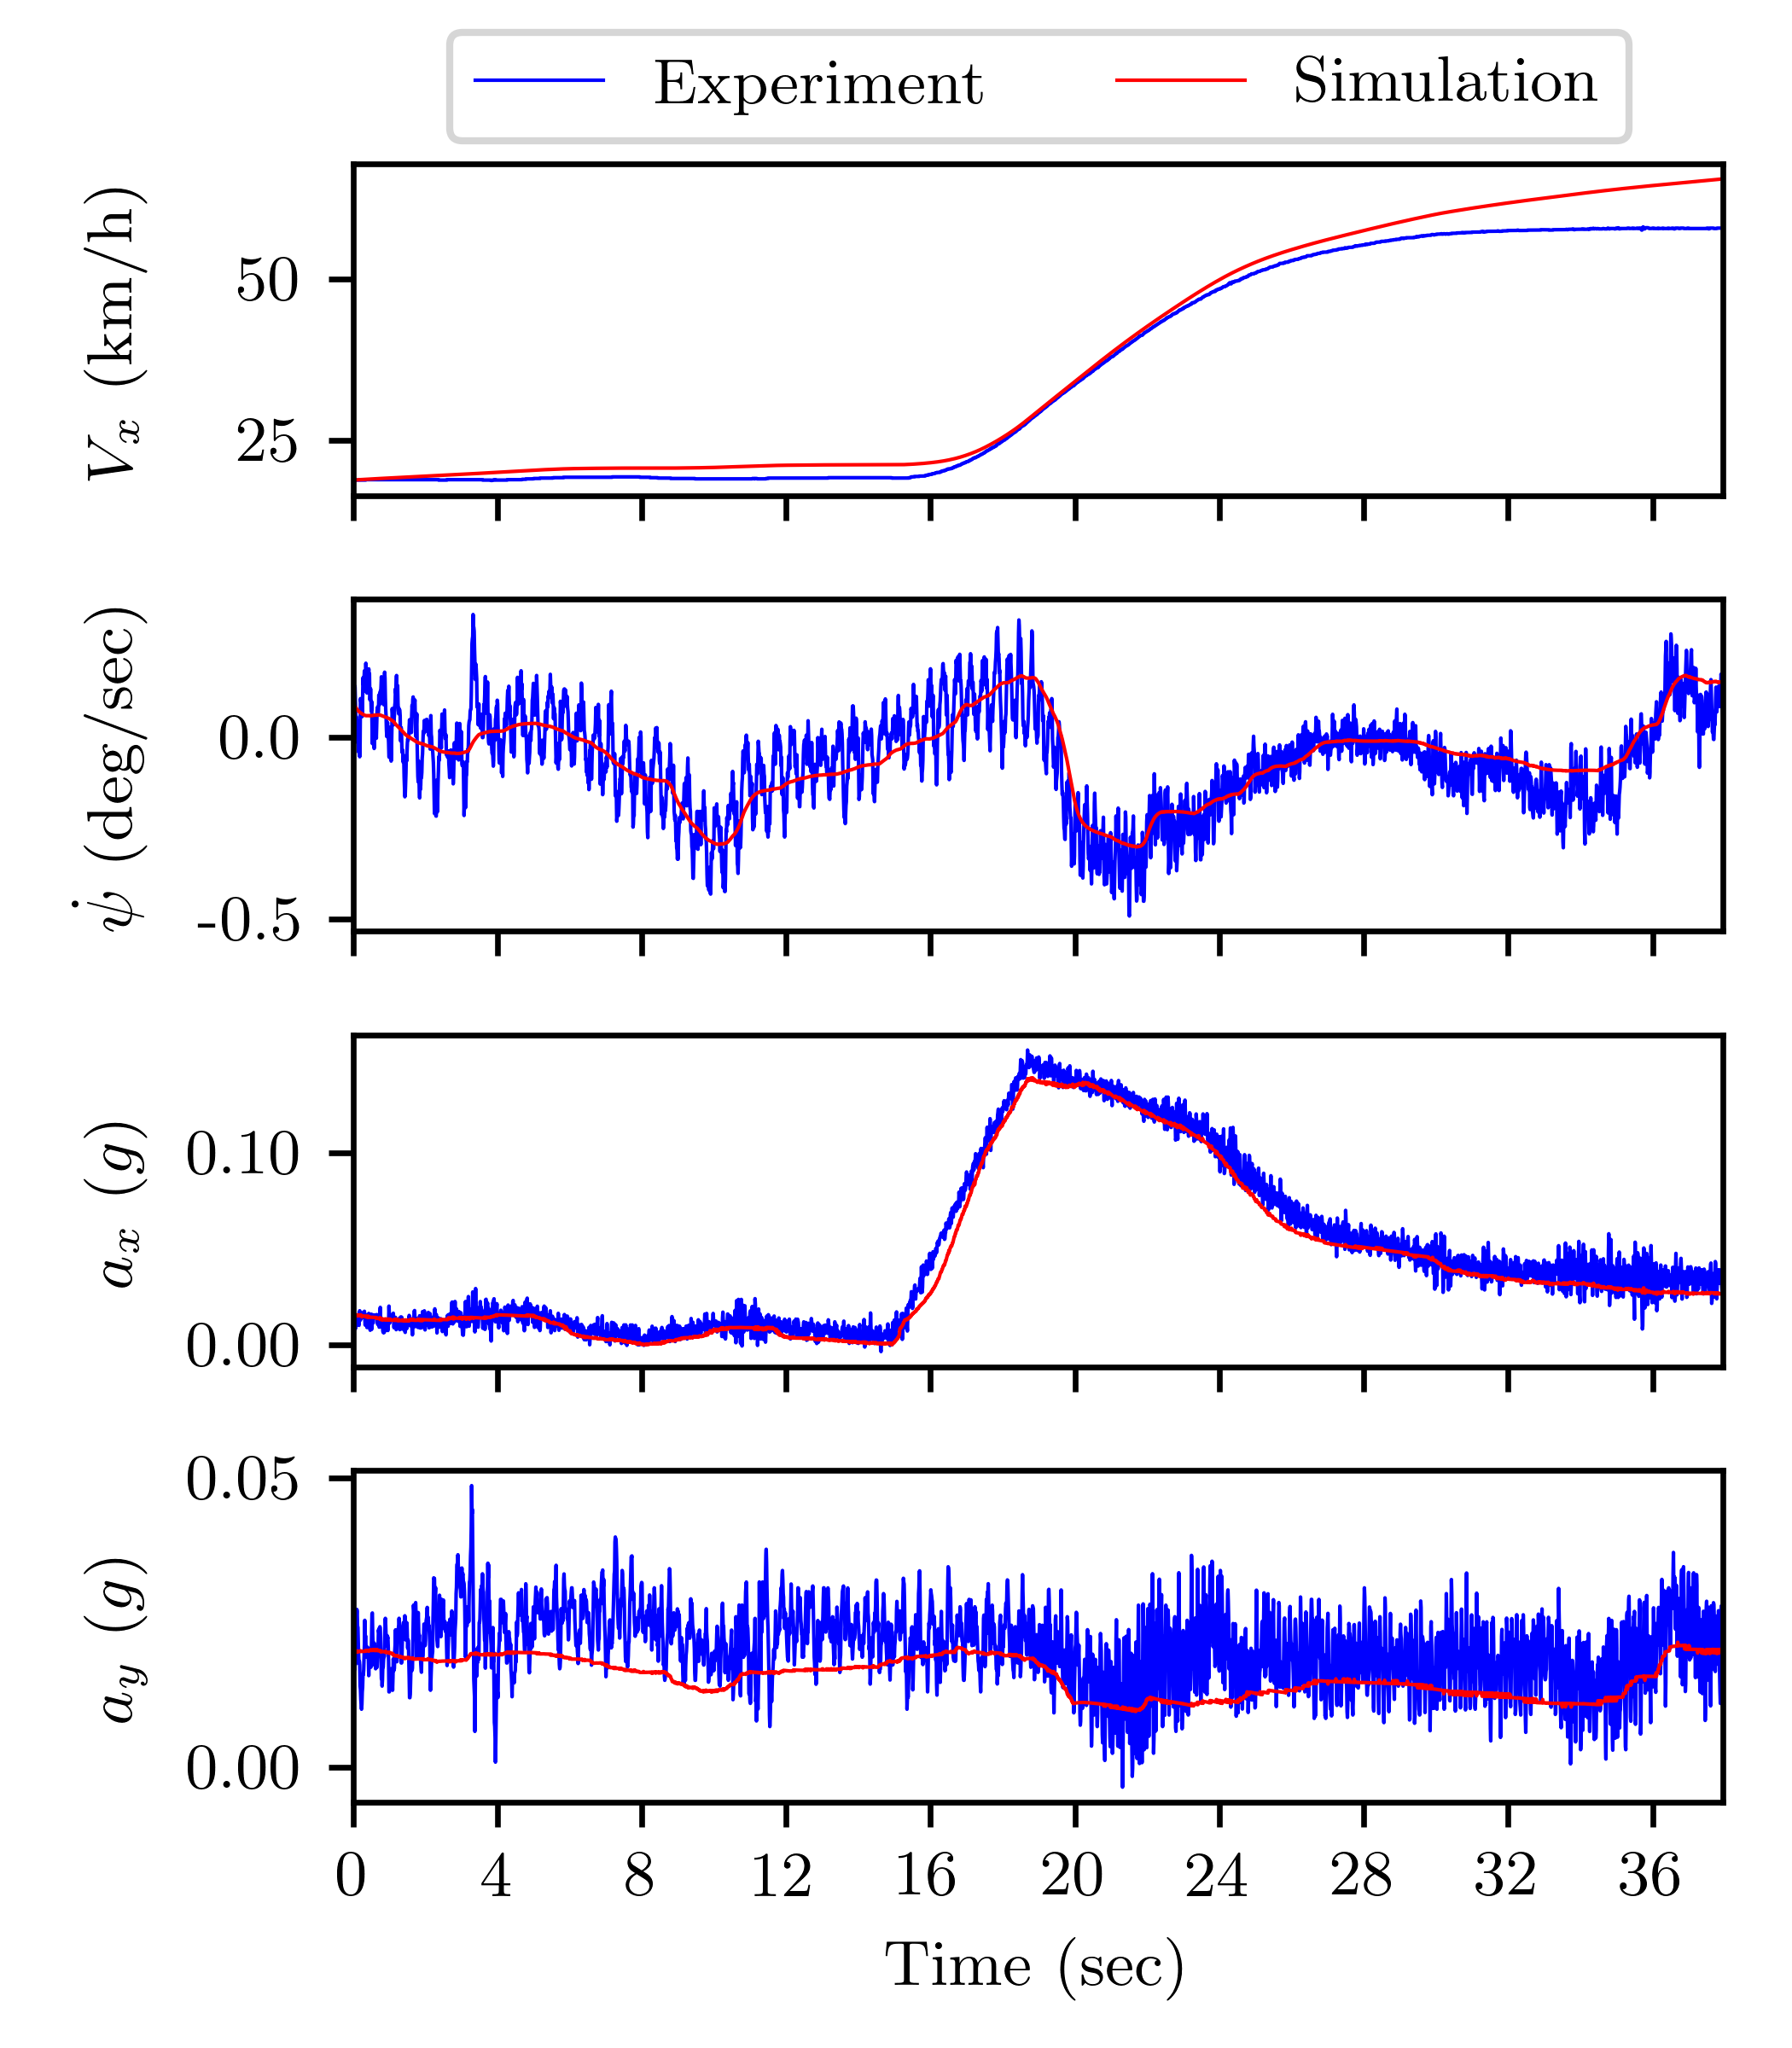 Experiment Simulation
V_x (km/h)
50
25
ψ̇ (deg/sec)
0.0
-0.5
a_x (g)
0.10
0.00
a_y (g)
0.05
0.00
0 4 8 12 16 20 24 28 32 36
Time (sec)